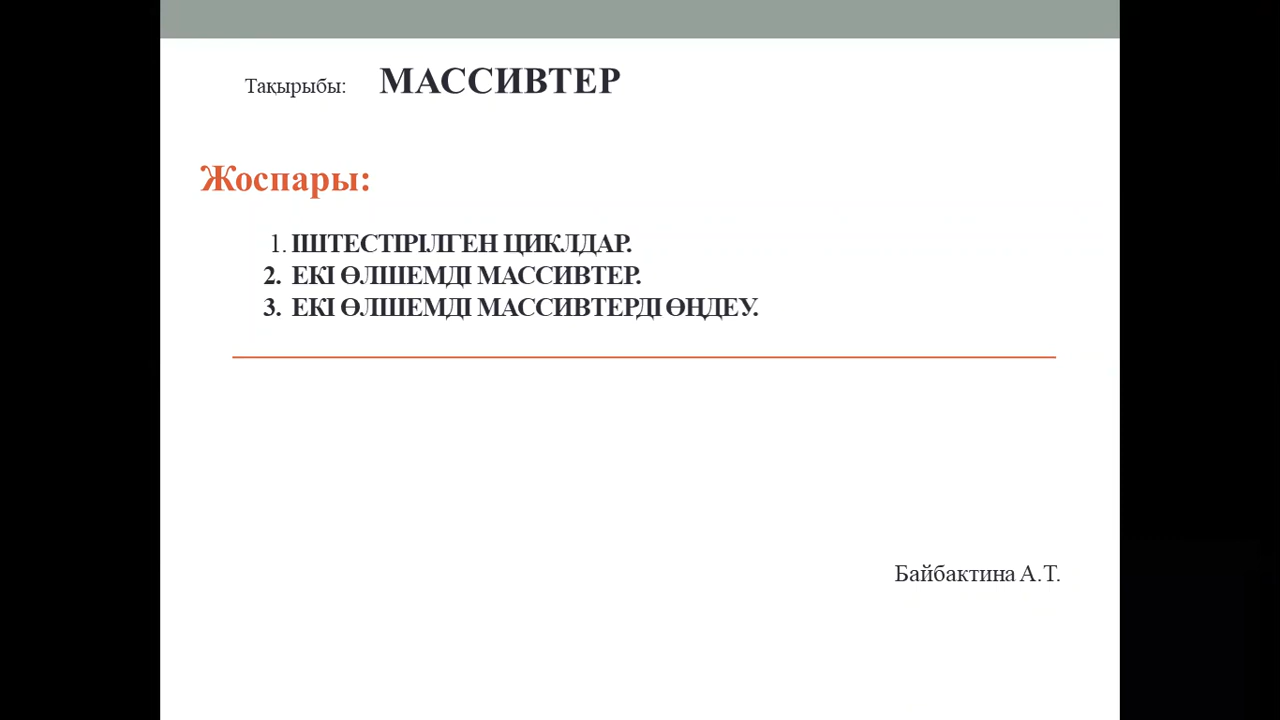 Тақырыбы: МАССИВТЕР
Жоспары:
1. ІШТЕСТІРІЛГЕН ЦИКЛДАР.
2. ЕКІ ӨЛШЕМДІ МАССИВТЕР.
3. ЕКІ ӨЛШЕМДІ МАССИВТЕРДІ ӨҢДЕУ.
Байбактина А.Т.